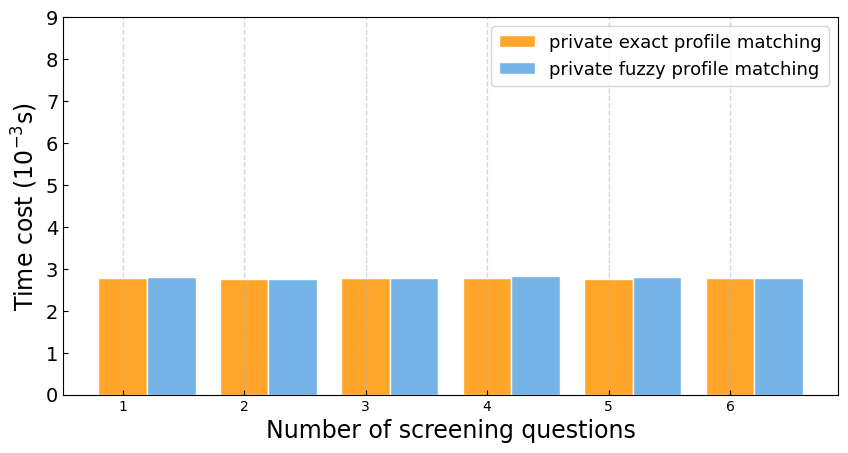 private exact profile matching
private fuzzy profile matching
Time cost (10⁻³s)
9
8
7
6
5
4
3
2
1
0
1 2 3 4 5 6
Number of screening questions